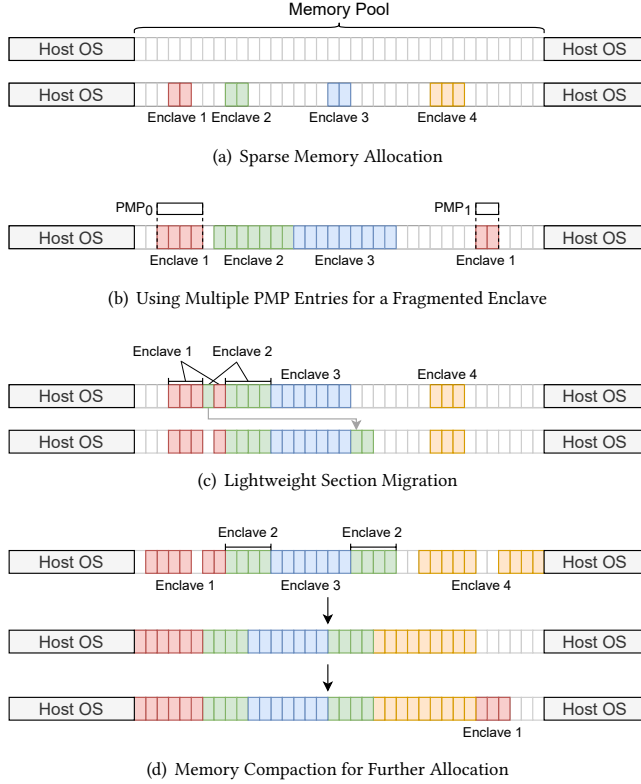 Memory Pool
Host OS Host OS
Host OS Host OS
Enclave 1 Enclave 2 Enclave 3 Enclave 4
(a) Sparse Memory Allocation
PMP0 PMP1
Host OS Host OS
Enclave 1 Enclave 2 Enclave 3 Enclave 1
(b) Using Multiple PMP Entries for a Fragmented Enclave
Enclave 1 Enclave 2 Enclave 3 Enclave 4
Host OS Host OS
Host OS Host OS
(c) Lightweight Section Migration
Enclave 2 Enclave 2
Host OS Host OS
Enclave 1 Enclave 3 Enclave 4
Host OS Host OS
Host OS Host OS
Enclave 1
(d) Memory Compaction for Further Allocation